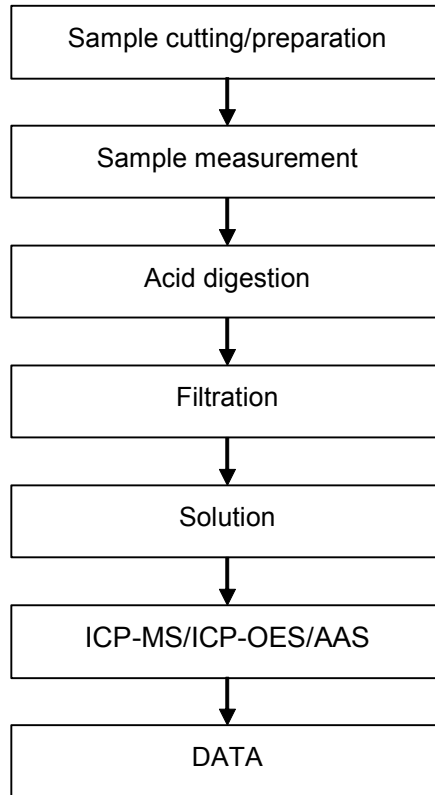 Sample cutting/preparation
Sample measurement
Acid digestion
Filtration
Solution
ICP-MS/ICP-OES/AAS
DATA